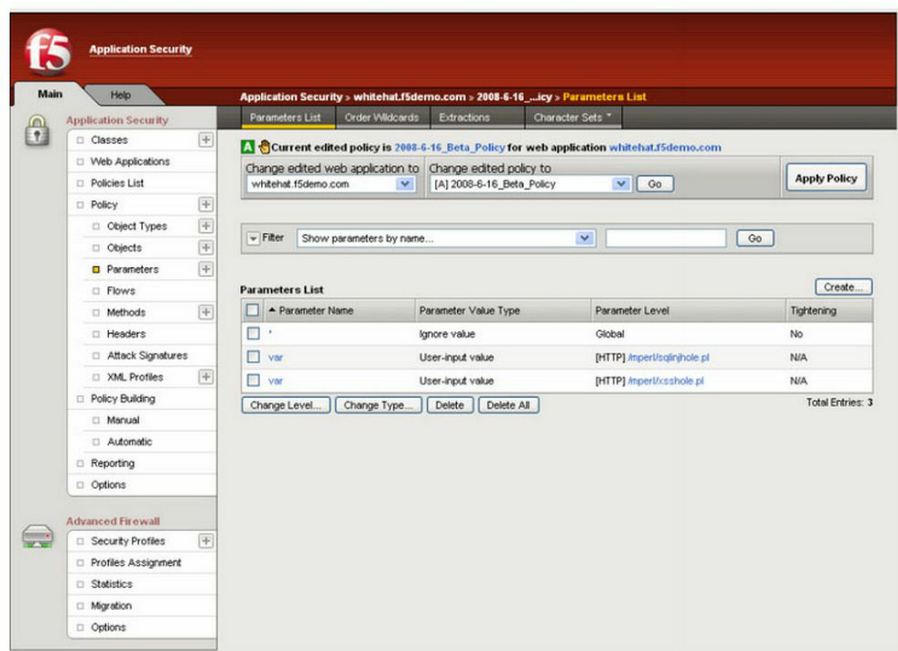 f5
Application Security
Main
Help
Application Security » whitehat.f5demo.com » 2008-6-16_...icy » Parameters List
Parameters List Order Wildcards Extractions Character Sets
Application Security
Classes
Web Applications
Policies List
Policy
Object Types
Objects
Parameters
Flows
Methods
Headers
Attack Signatures
XML Profiles
Policy Building
Manual
Automatic
Reporting
Options
Advanced Firewall
Security Profiles
Profiles Assignment
Statistics
Migration
Options
A Current edited policy is 2008-6-16_Beta_Policy for web application whitehat.f5demo.com
Change edited web application to Change edited policy to
whitehat.f5demo.com [A] 2008-6-16_Beta_Policy Go Apply Policy
Filter Show parameters by name... Go
Parameters List Create...
Parameter Name Parameter Value Type Parameter Level Tightening
* Ignore value Global No
var User-input value [HTTP] /mperl/sqlinjhole.pl N/A
var User-input value [HTTP] /mperl/xsshole.pl N/A
Change Level... Change Type... Delete Delete All Total Entries: 3